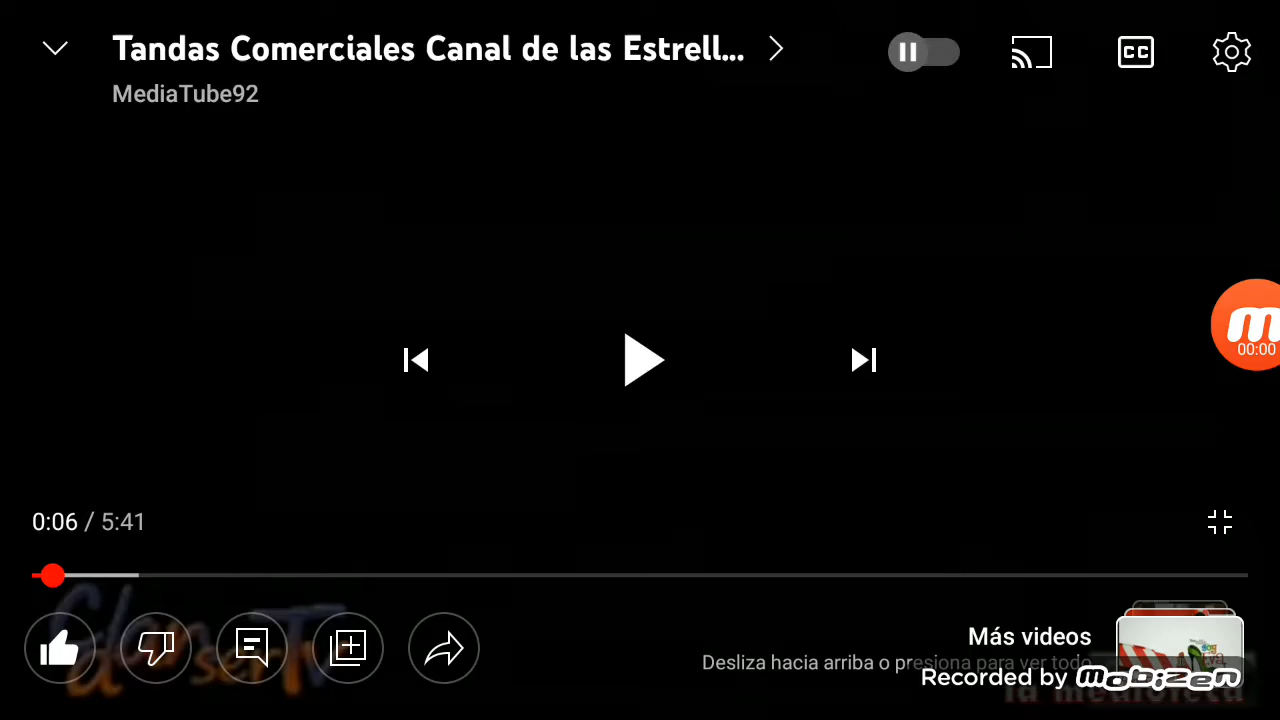 Tandas Comerciales Canal de las Estrell...
MediaTube92
CC
00:00
0:06 / 5:41
Más videos
Desliza hacia arriba o presiona para ver todo
Recorded by mobizen